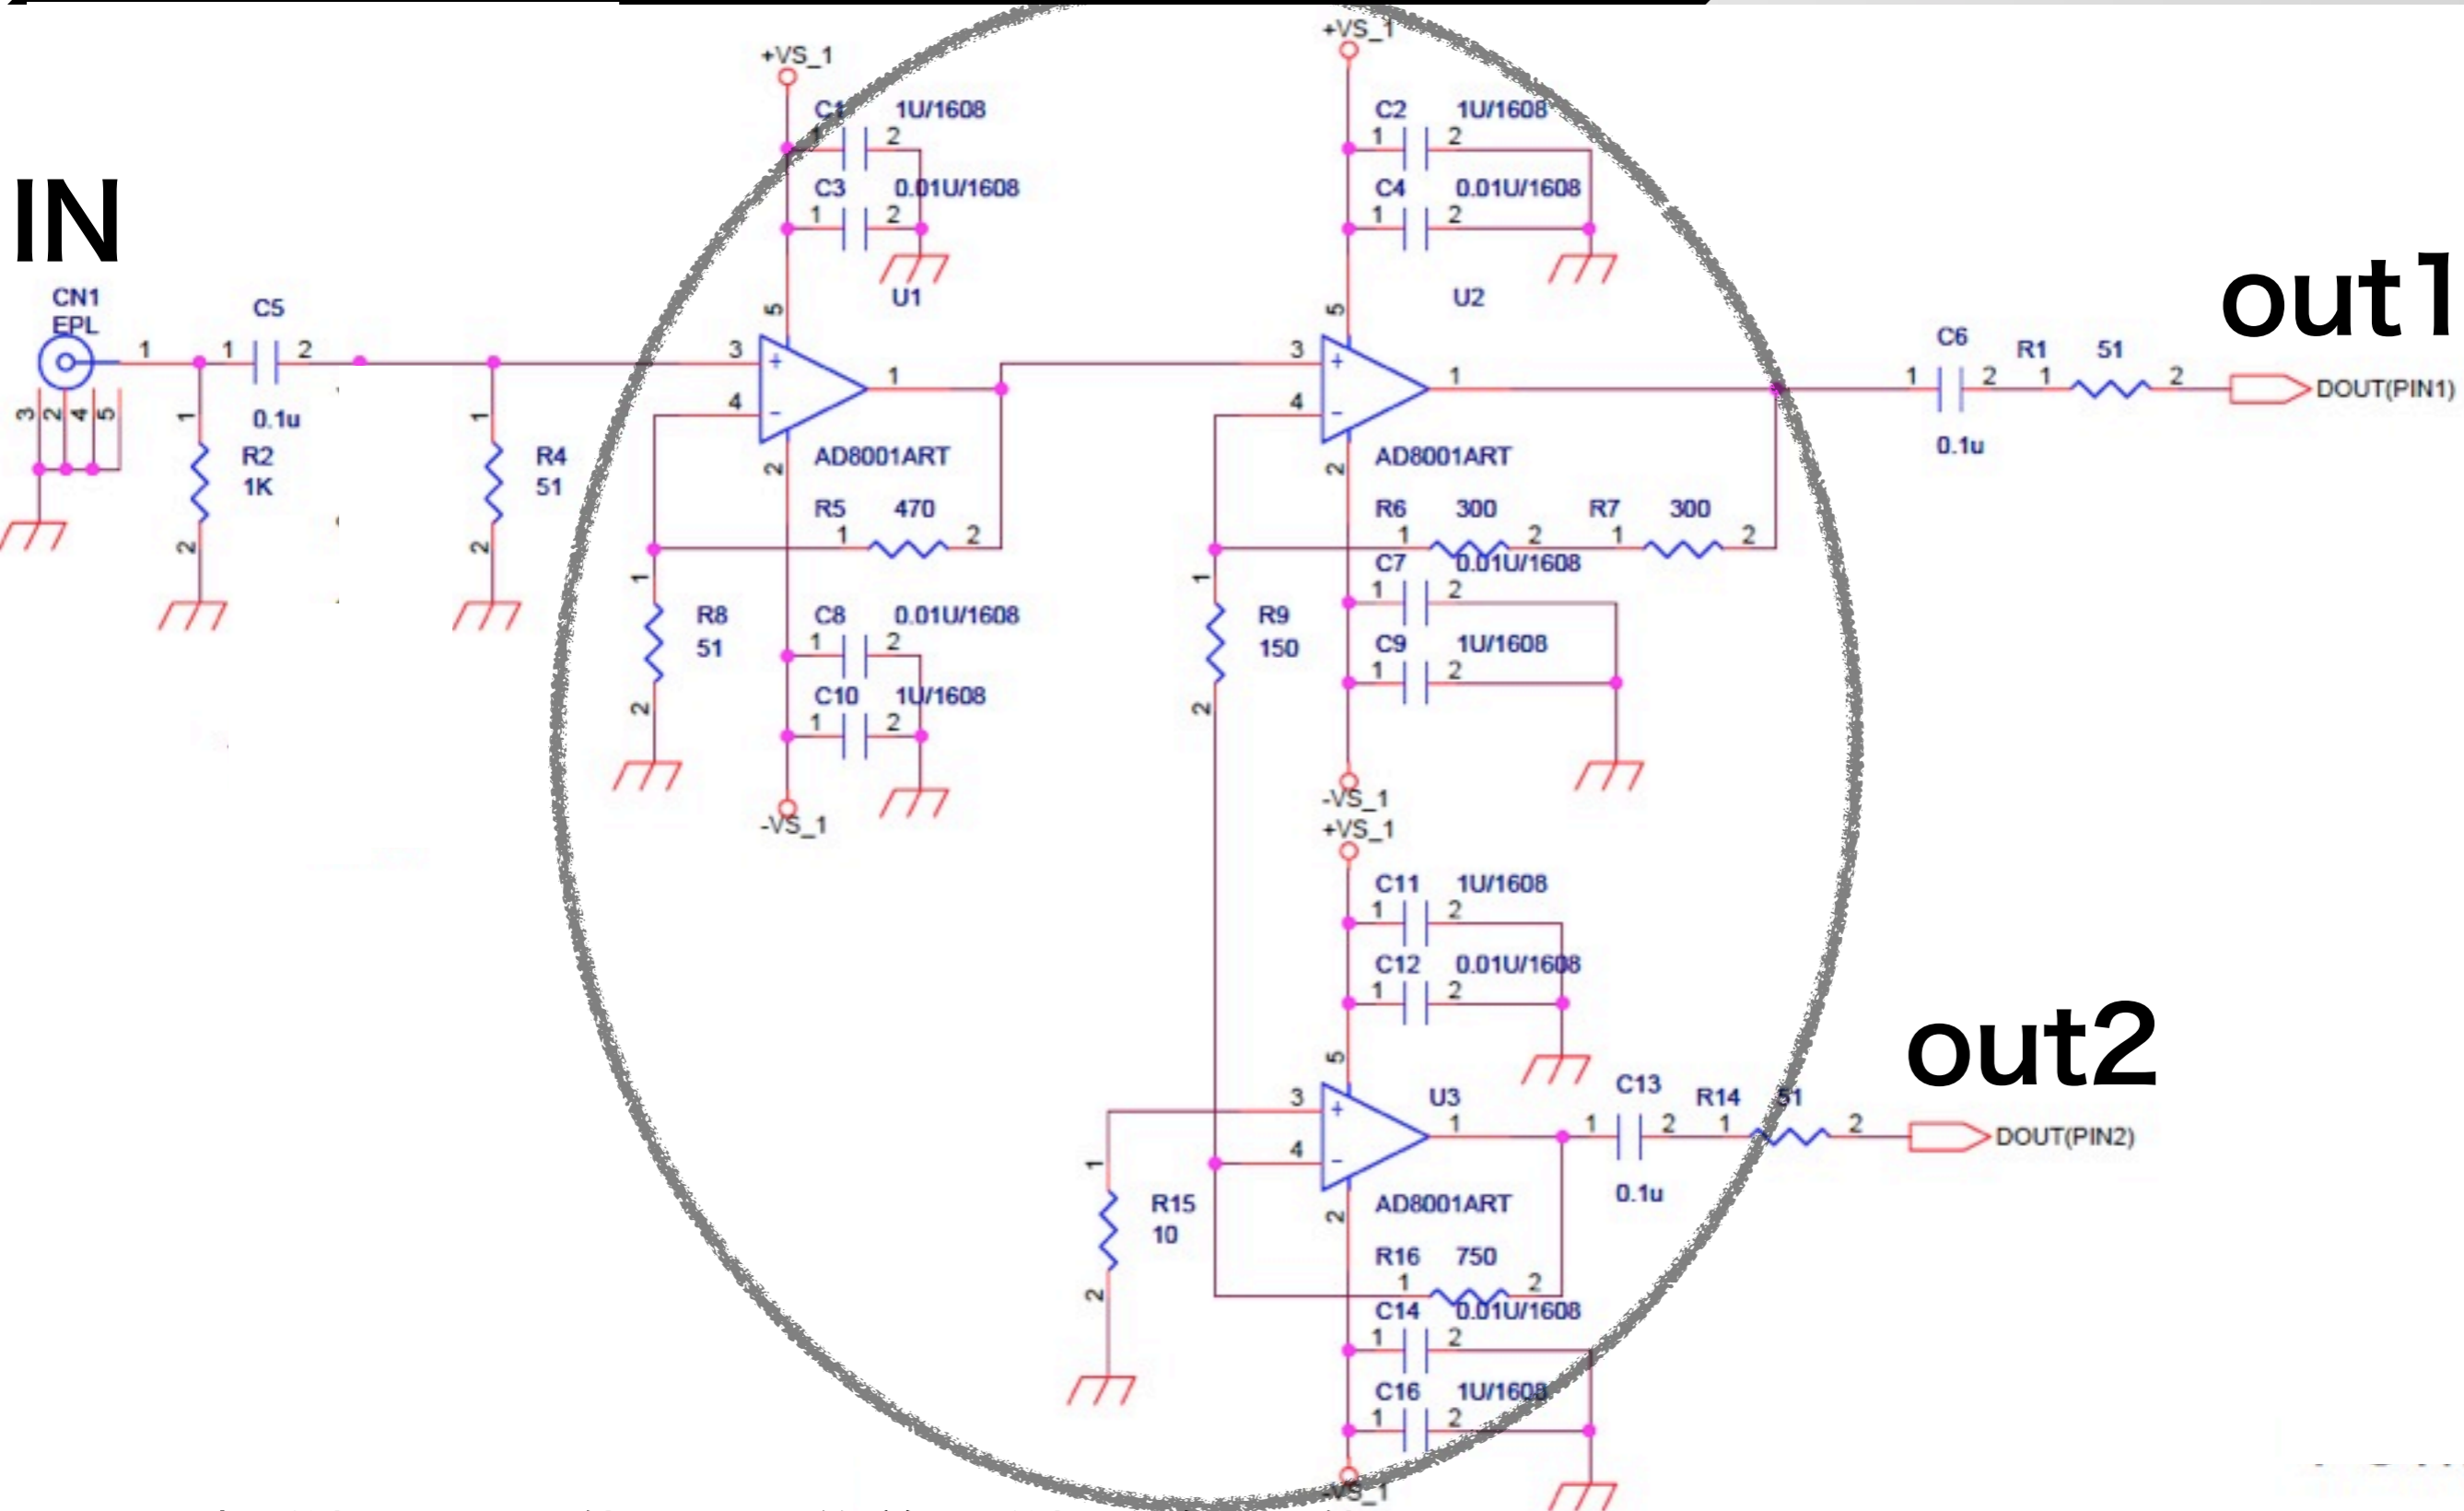 IN
CN1
EPL
1
3
2
4
5
1
R2
1K
2
C5
1
2
0.1u
1
R4
51
2
+VS_1
C1
1U/1608
1
2
C3
0.01U/1608
1
2
U1
5
3
+
4
-
1
2
AD8001ART
R5
470
1
2
1
R8
51
2
C8
0.01U/1608
1
2
C10
1U/1608
1
2
-VS_1
+VS_1
C2
1U/1608
1
2
C4
0.01U/1608
1
2
U2
5
3
+
4
-
1
2
AD8001ART
R6
300
1
2
R7
300
1
2
C7
0.01U/1608
1
2
1
R9
150
2
C9
1U/1608
1
2
-VS_1
out1
C6
1
2
0.1u
R1
51
1
2
DOUT(PIN1)
+VS_1
C11
1U/1608
1
2
C12
0.01U/1608
1
2
5
U3
3
+
4
-
1
2
AD8001ART
1
R15
10
2
R16
750
1
2
C14
0.01U/1608
1
2
C16
1U/1608
1
2
-VS_1
out2
C13
1
2
0.1u
R14
51
1
2
DOUT(PIN2)